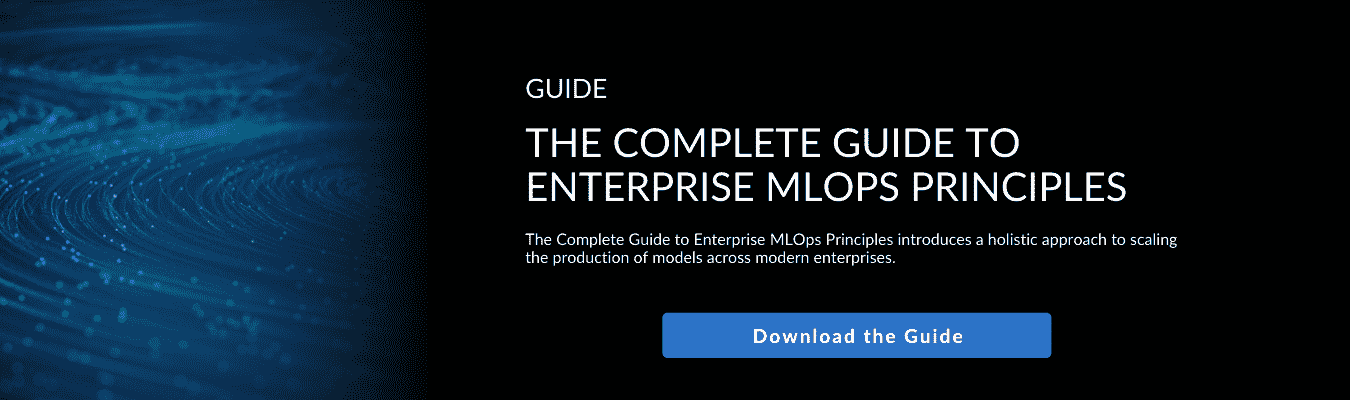 GUIDE
THE COMPLETE GUIDE TO
ENTERPRISE MLOPS PRINCIPLES
The Complete Guide to Enterprise MLOps Principles introduces a holistic approach to scaling
the production of models across modern enterprises.
Download the Guide